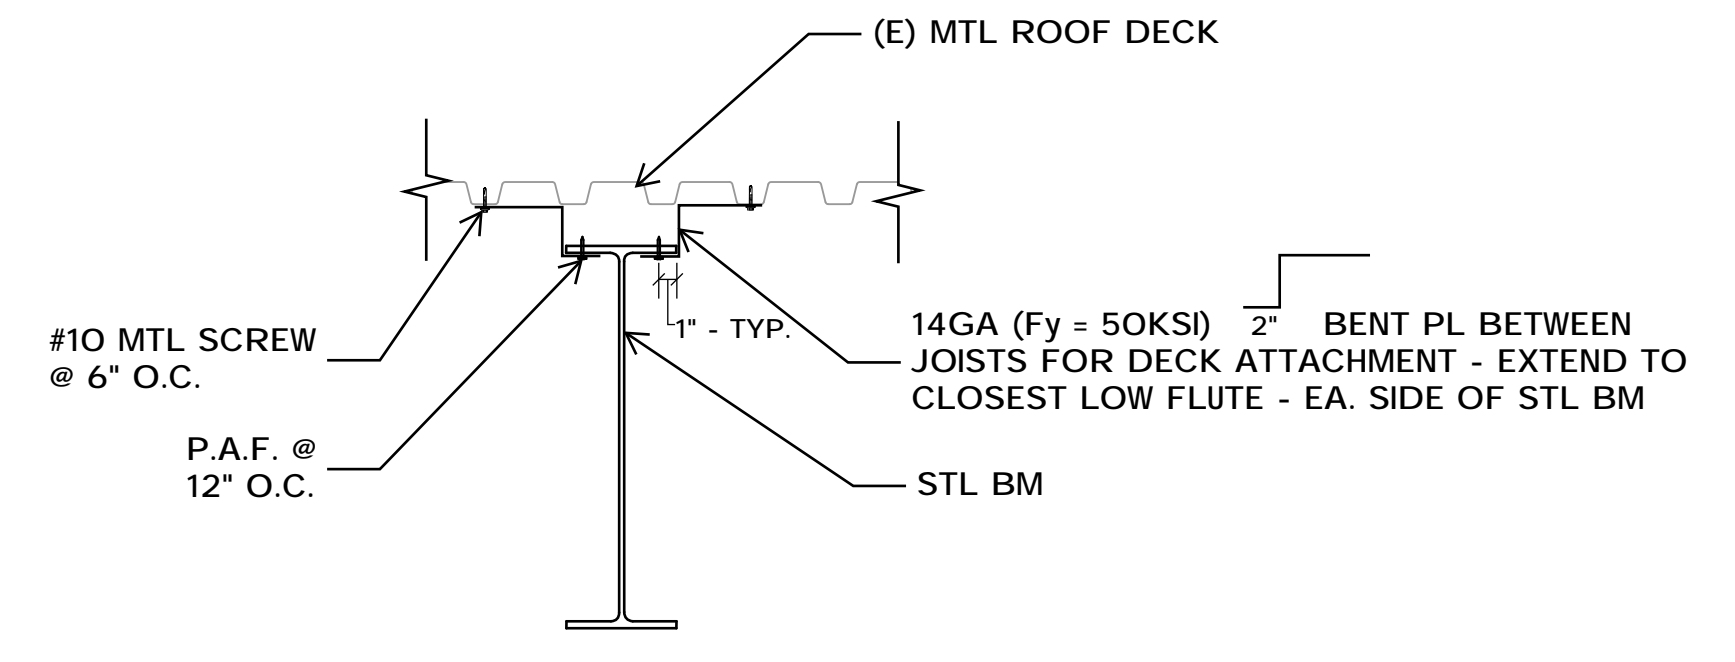 (E) MTL ROOF DECK
#10 MTL SCREW
@ 6" O.C.
1" - TYP.
14GA (Fy = 50KSI) 2" BENT PL BETWEEN
JOISTS FOR DECK ATTACHMENT - EXTEND TO
CLOSEST LOW FLUTE - EA. SIDE OF STL BM
P.A.F. @
12" O.C.
STL BM